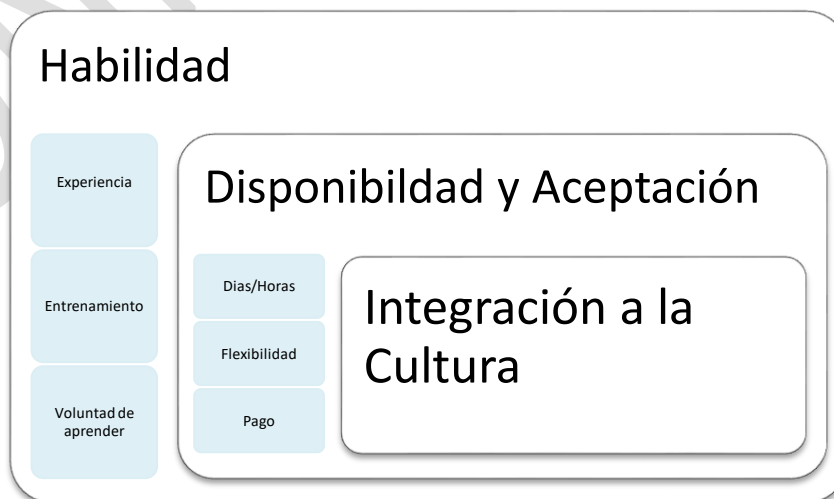 Habilidad
Experiencia
Entrenamiento
Voluntad de
aprender
Disponibildad y Aceptación
Dias/Horas
Flexibilidad
Pago
Integración a la
Cultura